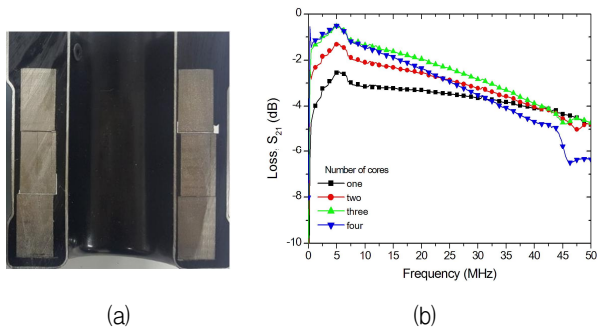 (a)
(b)
0
-2
-4
-6
-8
-10
Loss, S21 (dB)
Number of cores
one
two
three
four
0 5 10 15 20 25 30 35 40 45 50
Frequency (MHz)
(a)
(b)